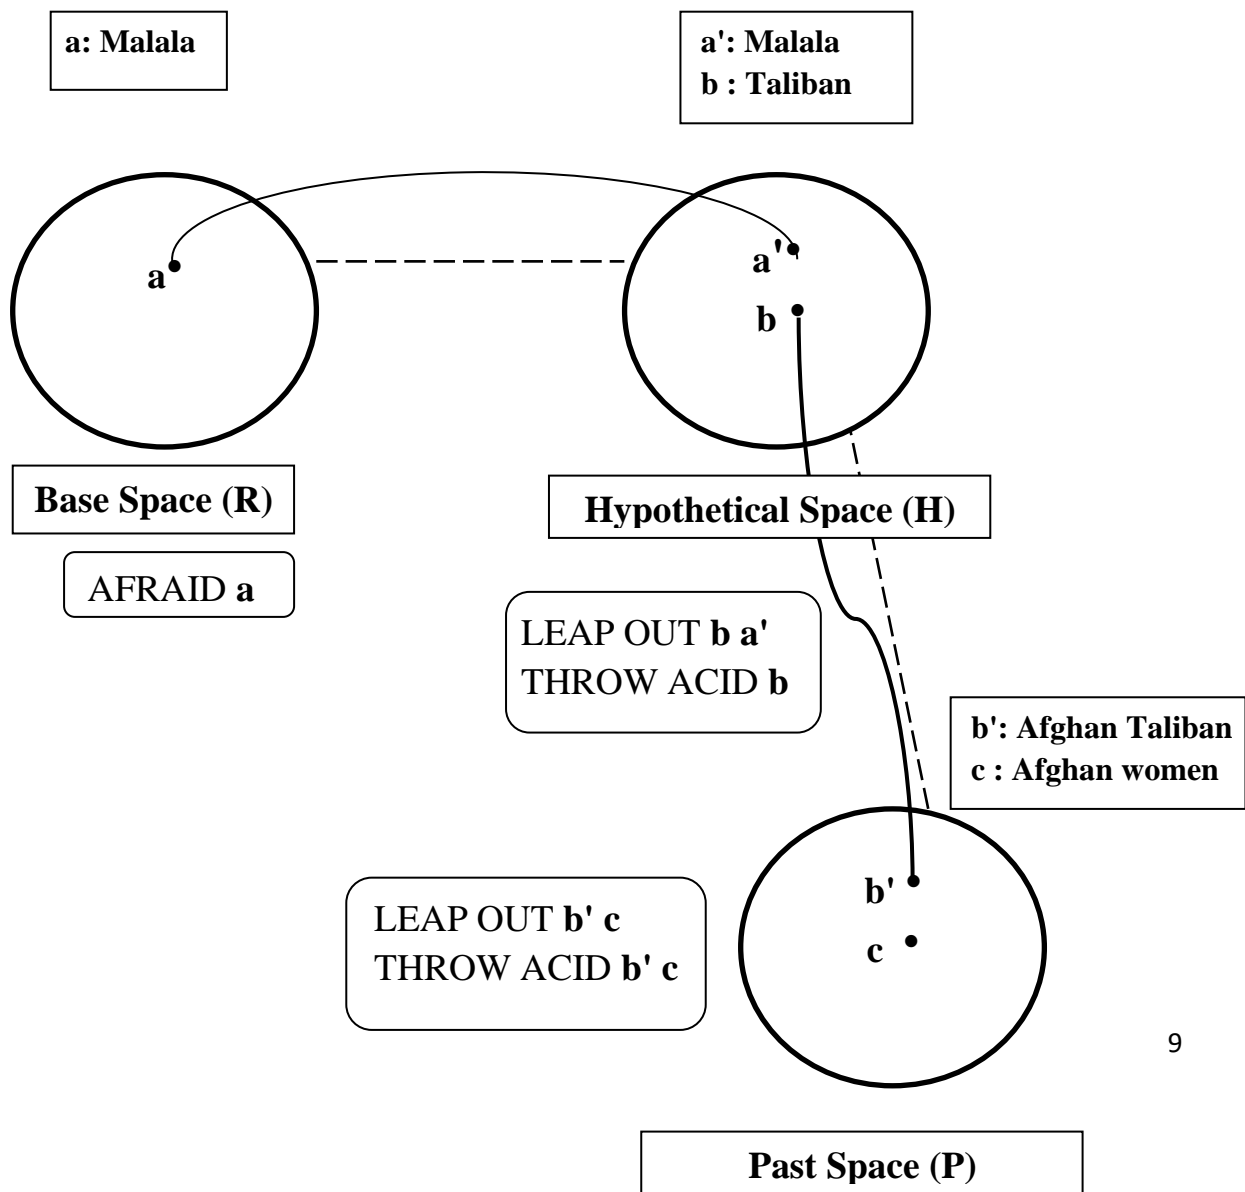 a: Malala
a': Malala
b : Taliban
a
a'
b
Base Space (R)
Hypothetical Space (H)
AFRAID a
LEAP OUT b a'
THROW ACID b
b': Afghan Taliban
c : Afghan women
b'
c
LEAP OUT b' c
THROW ACID b' c
9
Past Space (P)